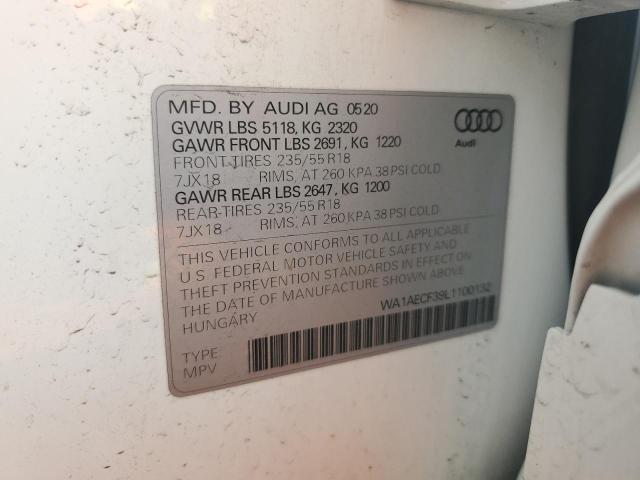 MFD. BY AUDI AG 0520
GVWR LBS 5118, KG 2320
GAWR FRONT LBS 2691, KG 1220
FRONT-TIRES 235/55 R18
7JX18 RIMS, AT 260 KPA 38 PSI COLD
GAWR REAR LBS 2647, KG 1200
REAR-TIRES 235/55 R18
7JX18 RIMS, AT 260 KPA 38 PSI COLD
Audi
THIS VEHICLE CONFORMS TO ALL APPLICABLE
U.S. FEDERAL MOTOR VEHICLE SAFETY AND
THEFT PREVENTION STANDARDS IN EFFECT ON
THE DATE OF MANUFACTURE SHOWN ABOVE.
HUNGARY
WA1AECF39L1100132
TYPE:
MPV